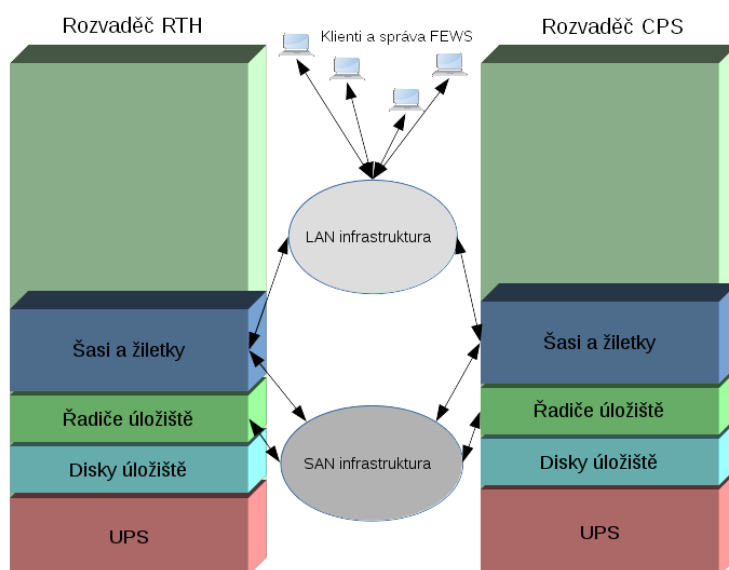 Rozvaděč RTH
Klienti a správa FEWS
Rozvaděč CPS
LAN infrastruktura
Šasi a žiletky
Šasi a žiletky
Řadiče úložiště
Řadiče úložiště
Disky úložiště
SAN infrastruktura
Disky úložiště
UPS
UPS